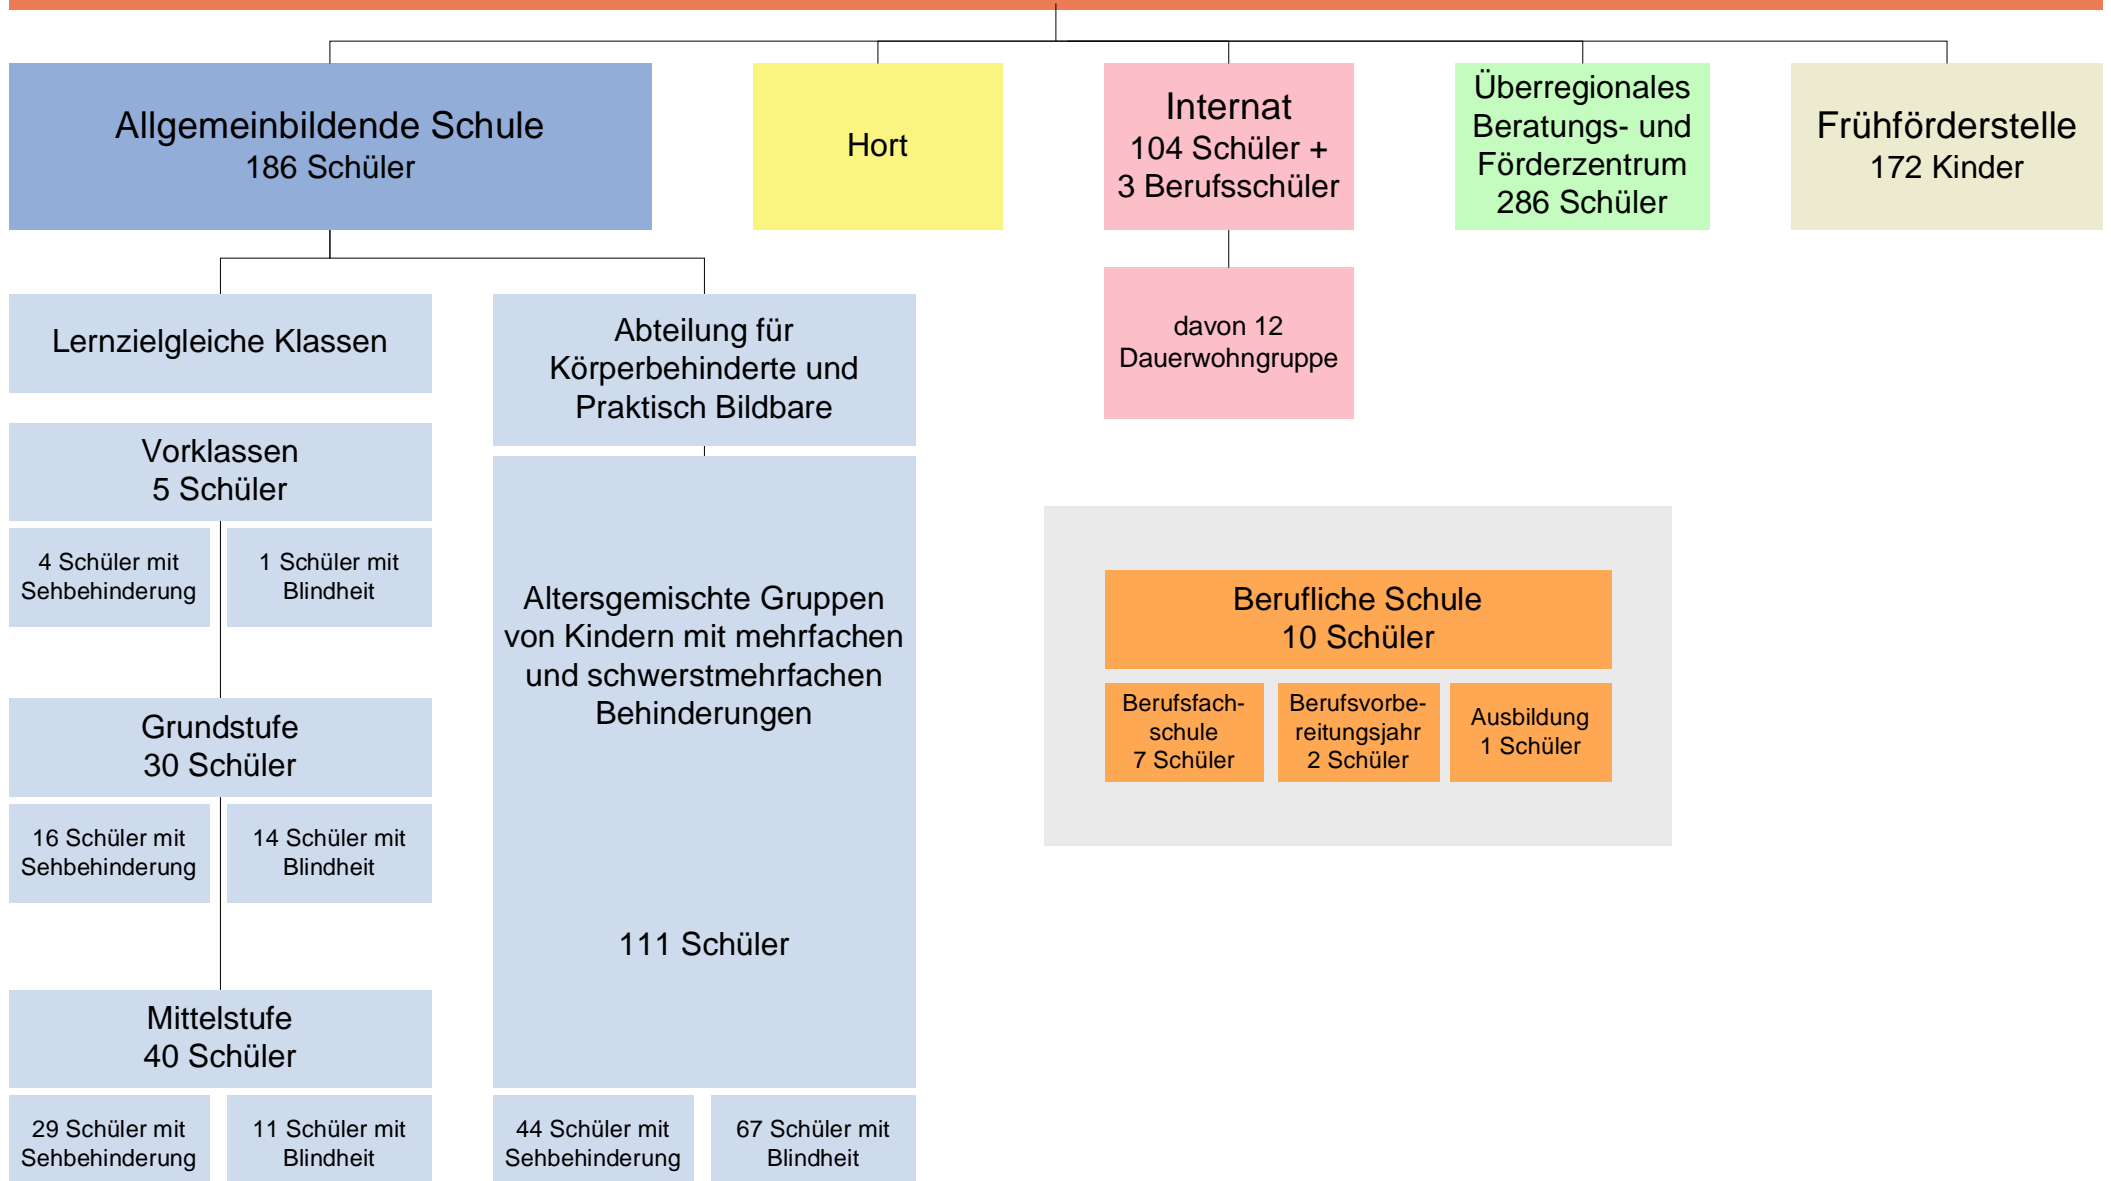 Allgemeinbildende Schule
186 Schüler
Hort
Internat
104 Schüler +
3 Berufsschüler
Überregionales
Beratungs- und
Förderzentrum
286 Schüler
Frühförderstelle
172 Kinder
Lernzielgleiche Klassen
Abteilung für
Körperbehinderte und
Praktisch Bildbare
davon 12
Dauerwohngruppe
Vorklassen
5 Schüler
4 Schüler mit
Sehbehinderung
1 Schüler mit
Blindheit
Grundstufe
30 Schüler
16 Schüler mit
Sehbehinderung
14 Schüler mit
Blindheit
Mittelstufe
40 Schüler
29 Schüler mit
Sehbehinderung
11 Schüler mit
Blindheit
Altersgemischte Gruppen
von Kindern mit mehrfachen
und schwerstmehrfachen
Behinderungen
111 Schüler
44 Schüler mit
Sehbehinderung
67 Schüler mit
Blindheit
Berufliche Schule
10 Schüler
Berufsfach-
schule
7 Schüler
Berufsvorbe-
reitungsjahr
2 Schüler
Ausbildung
1 Schüler